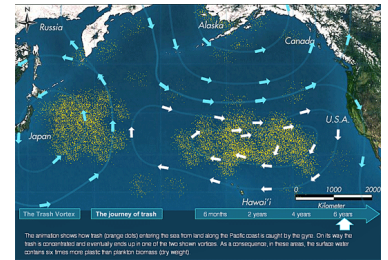 Russia
Alaska
Canada
U.S.A.
Japan
Hawai'i
0 1000 2000
Kilometer
The Trash Vortex
The journey of trash
6 months
2 years
4 years
6 years
The animation shows how trash (orange dots) entering the sea from land along the Pacific coast is caught by the gyre. On its way the
trash is concentrated and eventually ends up in one of the two shown vortices. As a consequence, in these areas, the surface water
contains six times more plastic than plankton biomass (dry weight)